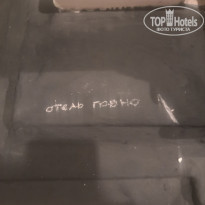 TOP Hotels
ФОТО ТУРИСТА
отель говно